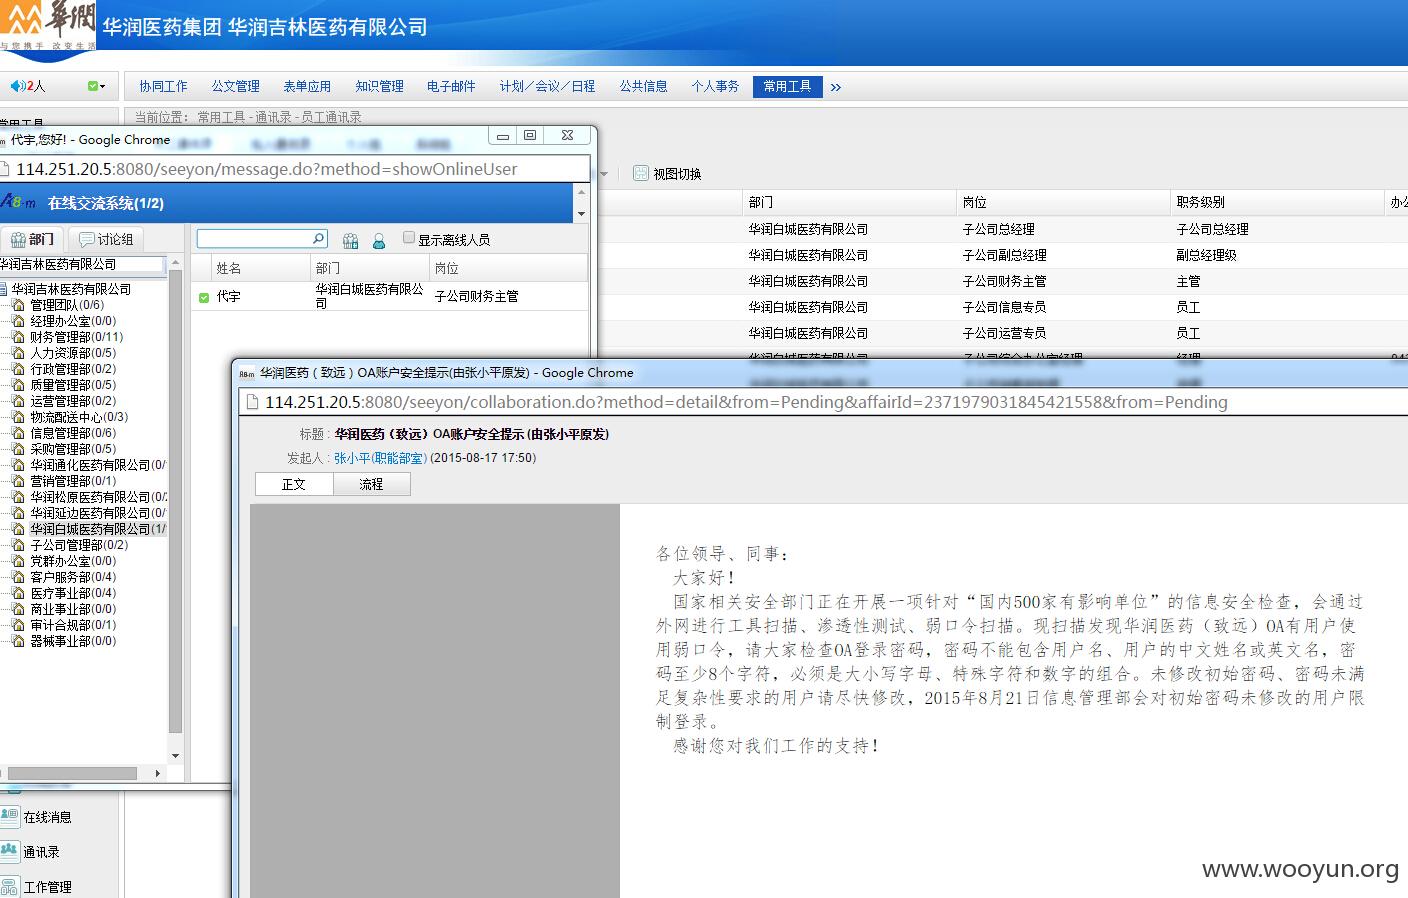 華潤
与您携手 改变生活
华润医药集团 华润吉林医药有限公司
2人
协同工作 公文管理 表单应用 知识管理 电子邮件 计划/会议/日程 公共信息 个人事务 常用工具 »
常用工具
当前位置: 常用工具 - 通讯录 - 员工通讯录
代宇,您好! - Google Chrome
114.251.20.5:8080/seeyon/message.do?method=showOnlineUser
A8-m 在线交流系统(1/2)
部门 讨论组
显示离线人员
华润吉林医药有限公司
姓名 部门 岗位
代宇 华润白城医药有限公司 子公司财务主管
华润吉林医药有限公司
管理团队(0/6)
经理办公室(0/0)
财务管理部(0/11)
人力资源部(0/5)
行政管理部(0/2)
质量管理部(0/5)
运营管理部(0/2)
物流配送中心(0/3)
信息管理部(0/6)
采购管理部(0/5)
华润通化医药有限公司(0/
营销管理部(0/1)
华润松原医药有限公司(0/
华润延边医药有限公司(0/
华润白城医药有限公司(1/
子公司管理部(0/2)
党群办公室(0/0)
客户服务部(0/4)
医疗事业部(0/4)
商业事业部(0/0)
审计合规部(0/1)
器械事业部(0/0)
在线消息
通讯录
工作管理
视图切换
部门 岗位 职务级别 办公
华润白城医药有限公司 子公司总经理 子公司总经理
华润白城医药有限公司 子公司副总经理 副总经理级
华润白城医药有限公司 子公司财务主管 主管
华润白城医药有限公司 子公司信息专员 员工
华润白城医药有限公司 子公司运营专员 员工
华润白城医药有限公司 子公司综合办公室经理 经理
A8-m 华润医药(致远)OA账户安全提示(由张小平原发) - Google Chrome
114.251.20.5:8080/seeyon/collaboration.do?method=detail&from=Pending&affairId=2371979031845421558&from=Pending
标题: 华润医药(致远)OA账户安全提示 (由张小平原发)
发起人: 张小平(职能部室) (2015-08-17 17:50)
正文 流程
各位领导、同事:
大家好!
国家相关安全部门正在开展一项针对“国内500家有影响单位”的信息安全检查,会通过
外网进行工具扫描、渗透性测试、弱口令扫描。现扫描发现华润医药(致远)OA有用户使
用弱口令,请大家检查OA登录密码,密码不能包含用户名、用户的中文姓名或英文名,密
码至少8个字符,必须是大小写字母、特殊字符和数字的组合。未修改初始密码、密码未满
足复杂性要求的用户请尽快修改,2015年8月21日信息管理部会对初始密码未修改的用户限
制登录。
感谢您对我们工作的支持!
www.wooyun.org